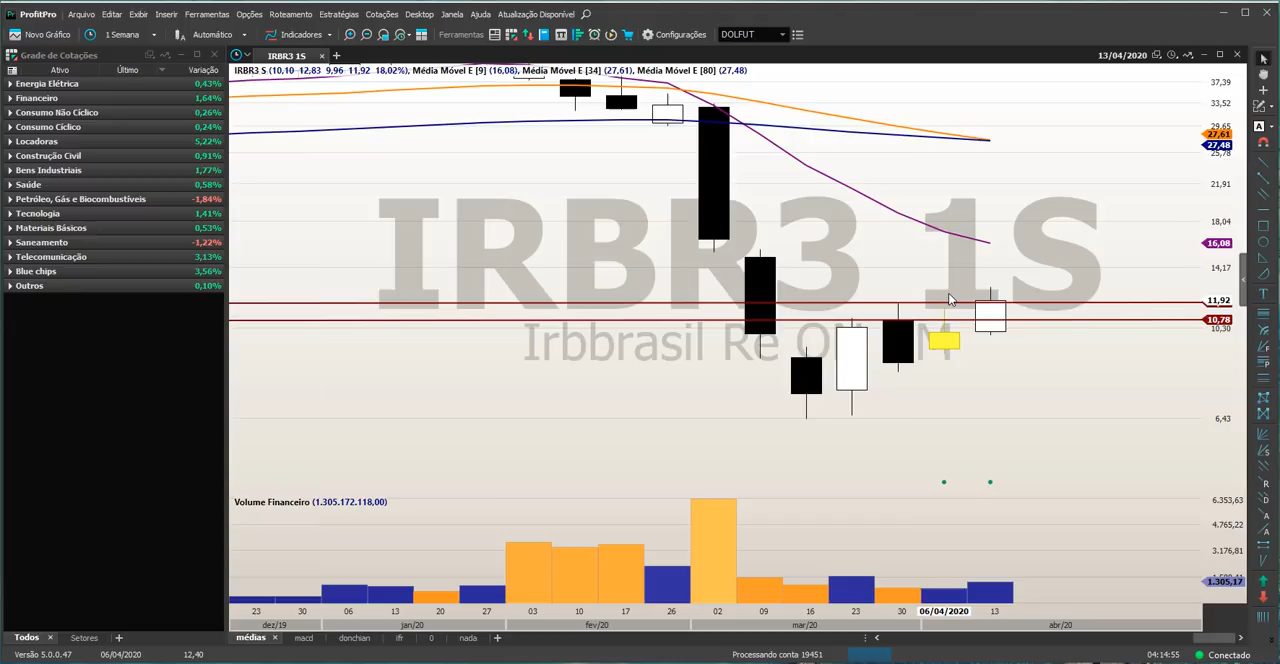 ProfitPro Arquivo Editar Exibir Inserir Ferramentas Opções Roteamento Estratégias Cotações Desktop Janela Ajuda Atualização Disponível
Novo Gráfico 1 Semana Automático Indicadores Ferramentas Configurações DOLFUT
Grade de Cotações
IRBR3 1S
13/04/2020
Ativo Último Variação
Energia Elétrica 0,43%
Financeiro 1,64%
Consumo Não Cíclico 0,26%
Consumo Cíclico 0,24%
Locadoras 5,22%
Construção Civil 0,91%
Bens Industriais 1,77%
Saúde 0,58%
Petróleo, Gás e Biocombustíveis -1,84%
Tecnologia 1,41%
Materiais Básicos 0,53%
Saneamento -1,22%
Telecomunicação 3,13%
Blue chips 3,56%
Outros 0,10%
IRBR3 S (10,10 12,83 9,96 11,92 18,02%), Média Móvel E [9] (16,08), Média Móvel E [34] (27,61), Média Móvel E [80] (27,48)
IRBR3 1S
Irbbrasil Re ON
37,39
33,52
29,65
27,61
27,48
25,78
21,91
18,04
16,08
14,17
11,92
10,78
10,30
6,43
Volume Financeiro (1.305.172.118,00)
6.353,63
4.765,22
3.176,81
1.305,17
23 30 06 13 20 27 03 10 17 26 02 09 16 23 30 06/04/2020 13
dez/19 jan/20 fev/20 mar/20 abr/20
Todos Setores
médias macd donchian ifr 0 nada
Versão 5.0.0.47 06/04/2020 12,40 Processando conta 19451 04:14:55 Conectado